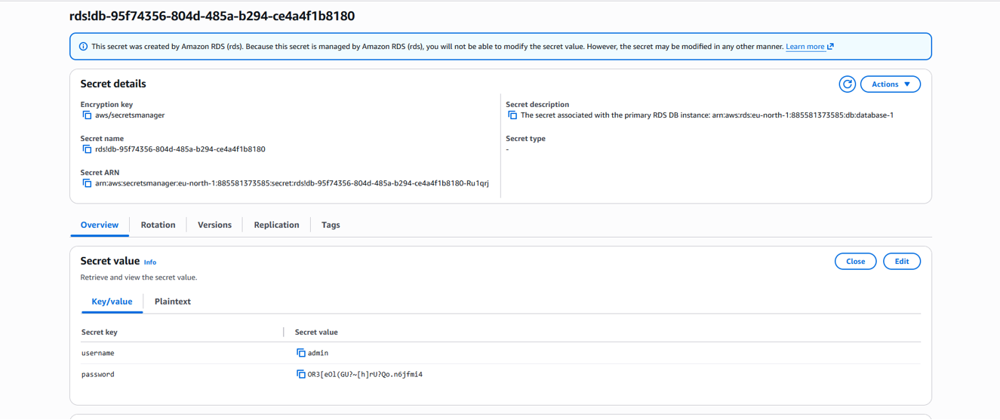 rds!db-95f74356-804d-485a-b294-ce4a4f1b8180
This secret was created by Amazon RDS (rds). Because this secret is managed by Amazon RDS (rds), you will not be able to modify the secret value. However, the secret may be modified in any other manner. Learn more
Secret details
Actions
Encryption key
aws/secretsmanager
Secret name
rds!db-95f74356-804d-485a-b294-ce4a4f1b8180
Secret ARN
arn:aws:secretsmanager:eu-north-1:885581373585:secret:rds!db-95f74356-804d-485a-b294-ce4a4f1b8180-Ru1qrj
Secret description
The secret associated with the primary RDS DB instance: arn:aws:rds:eu-north-1:885581373585:db:database-1
Secret type
-
Overview Rotation Versions Replication Tags
Secret value Info
Close Edit
Retrieve and view the secret value.
Key/value Plaintext
Secret key Secret value
username admin
password OR3[eOl(GU?~[h]rU?Qo.n6jfmi4